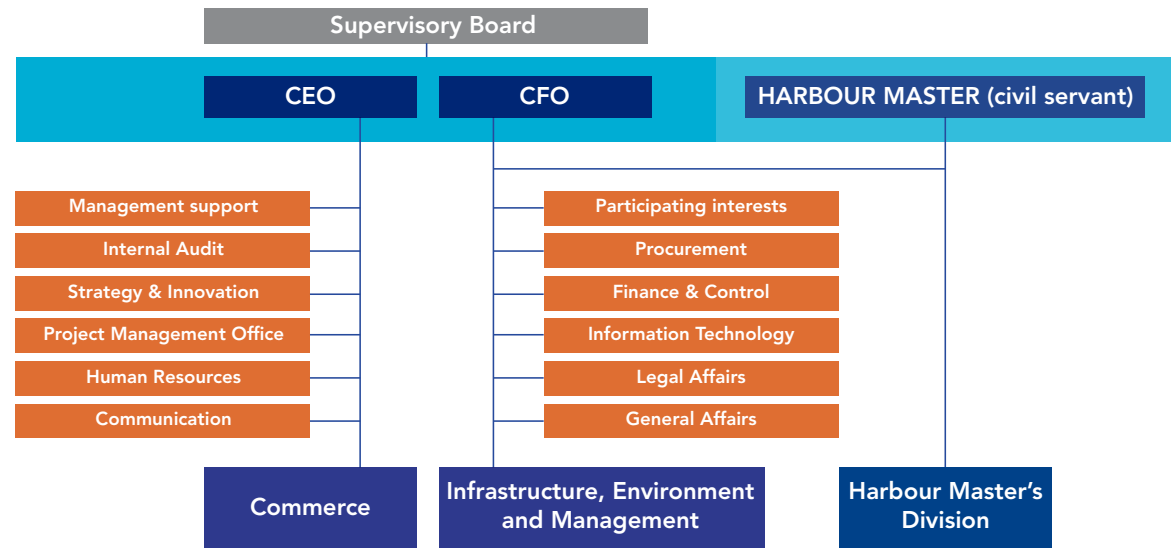 Supervisory Board
CEO
CFO
HARBOUR MASTER (civil servant)
Management support
Internal Audit
Strategy & Innovation
Project Management Office
Human Resources
Communication
Participating interests
Procurement
Finance & Control
Information Technology
Legal Affairs
General Affairs
Commerce
Infrastructure, Environment
and Management
Harbour Master's
Division